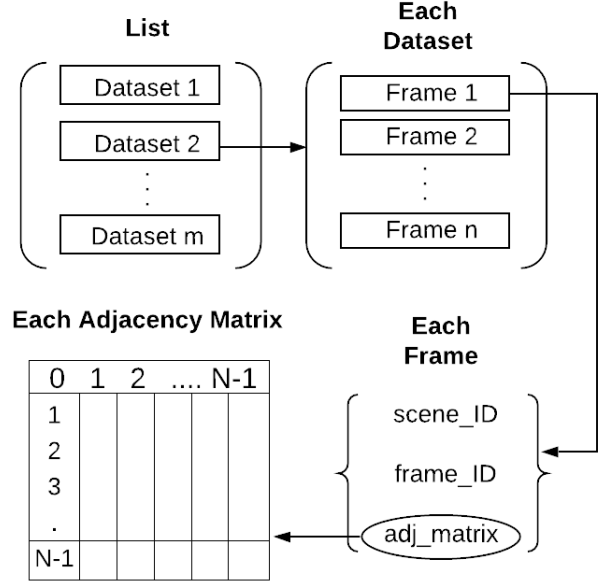 List
Dataset 1
Dataset 2
Dataset m
Each
Dataset
Frame 1
Frame 2
Frame n
Each Adjacency Matrix
0 1 2 .... N-1
1
2
3
.
N-1
Each
Frame
scene_ID
frame_ID
adj_matrix